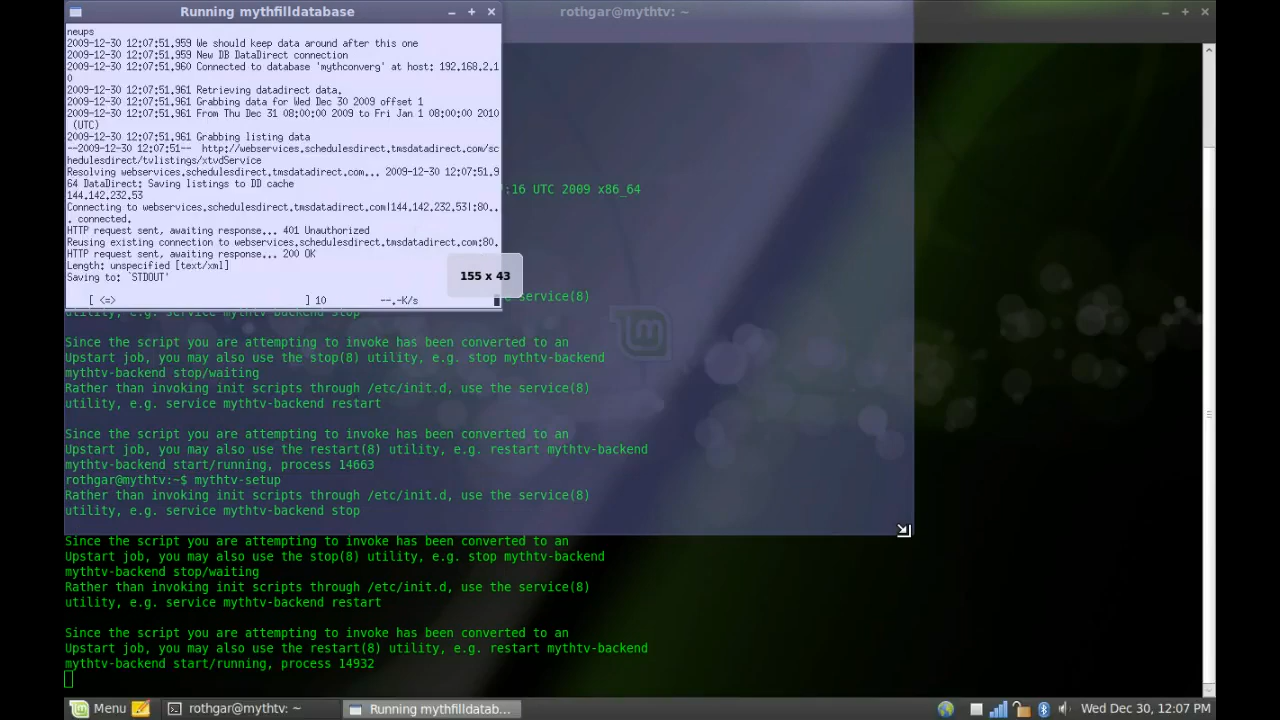 Running mythfilldatabase
rothgar@mythtv: ~
neups
2009-12-30 12:07:51.959 We should keep data around after this one
2009-12-30 12:07:51.959 New DB DataDirect connection
2009-12-30 12:07:51.960 Connected to database 'mythconverg' at host: 192.168.2.1
0
2009-12-30 12:07:51.961 Retrieving datadirect data.
2009-12-30 12:07:51.961 Grabbing data for Wed Dec 30 2009 offset 1
2009-12-30 12:07:51.961 From Thu Dec 31 08:00:00 2009 to Fri Jan 1 08:00:00 2010
(UTC)
2009-12-30 12:07:51.961 Grabbing listing data
--2009-12-30 12:07:51-- http://webservices.schedulesdirect.tmsdatadirect.com/sc
hedulesdirect/tvlistings/xtvdService
Resolving webservices.schedulesdirect.tmsdatadirect.com... 2009-12-30 12:07:51.9
64 DataDirect: Saving listings to DD cache
144.142.232.53
Connecting to webservices.schedulesdirect.tmsdatadirect.com|144.142.232.53|:80..
. connected.
HTTP request sent, awaiting response... 401 Unauthorized
Reusing existing connection to webservices.schedulesdirect.tmsdatadirect.com:80.
HTTP request sent, awaiting response... 200 OK
Length: unspecified [text/xml]
Saving to: `STDOUT'
[ <=> ] 10 --.-K/s
:16 UTC 2009 x86_64
155 x 43
e service(8)
utility, e.g. service mythtv-backend stop
Since the script you are attempting to invoke has been converted to an
Upstart job, you may also use the stop(8) utility, e.g. stop mythtv-backend
mythtv-backend stop/waiting
Rather than invoking init scripts through /etc/init.d, use the service(8)
utility, e.g. service mythtv-backend restart
Since the script you are attempting to invoke has been converted to an
Upstart job, you may also use the restart(8) utility, e.g. restart mythtv-backend
mythtv-backend start/running, process 14663
rothgar@mythtv:~$ mythtv-setup
Rather than invoking init scripts through /etc/init.d, use the service(8)
utility, e.g. service mythtv-backend stop
Since the script you are attempting to invoke has been converted to an
Upstart job, you may also use the stop(8) utility, e.g. stop mythtv-backend
mythtv-backend stop/waiting
Rather than invoking init scripts through /etc/init.d, use the service(8)
utility, e.g. service mythtv-backend restart
Since the script you are attempting to invoke has been converted to an
Upstart job, you may also use the restart(8) utility, e.g. restart mythtv-backend
mythtv-backend start/running, process 14932
Menu rothgar@mythtv: ~ Running mythfilldatab... Wed Dec 30, 12:07 PM